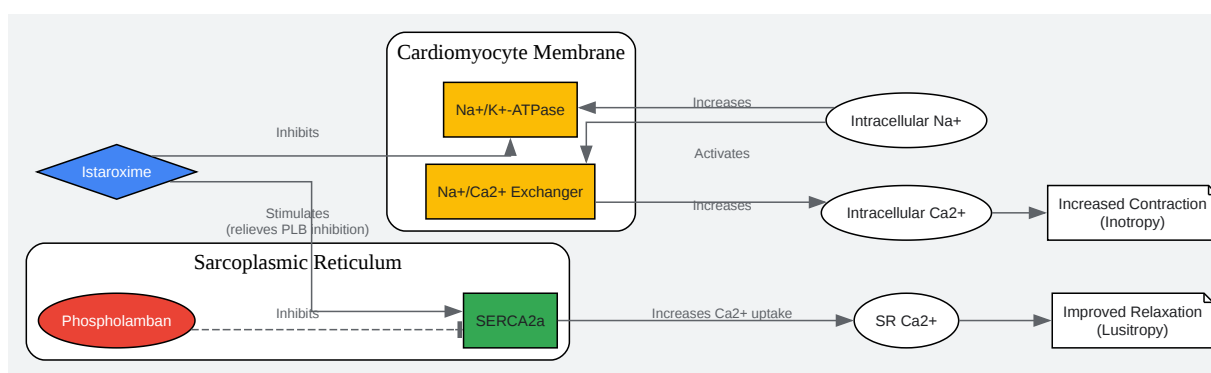 Cardiomyocyte Membrane
Na+/K+-ATPase
Increases
Intracellular Na+
Inhibits
Activates
Istaroxime
Na+/Ca2+ Exchanger
Increases
Intracellular Ca2+
Increased Contraction
(Inotropy)
Stimulates
(relieves PLB inhibition)
Sarcoplasmic Reticulum
Phospholamban
Inhibits
SERCA2a
Increases Ca2+ uptake
SR Ca2+
Improved Relaxation
(Lusitropy)